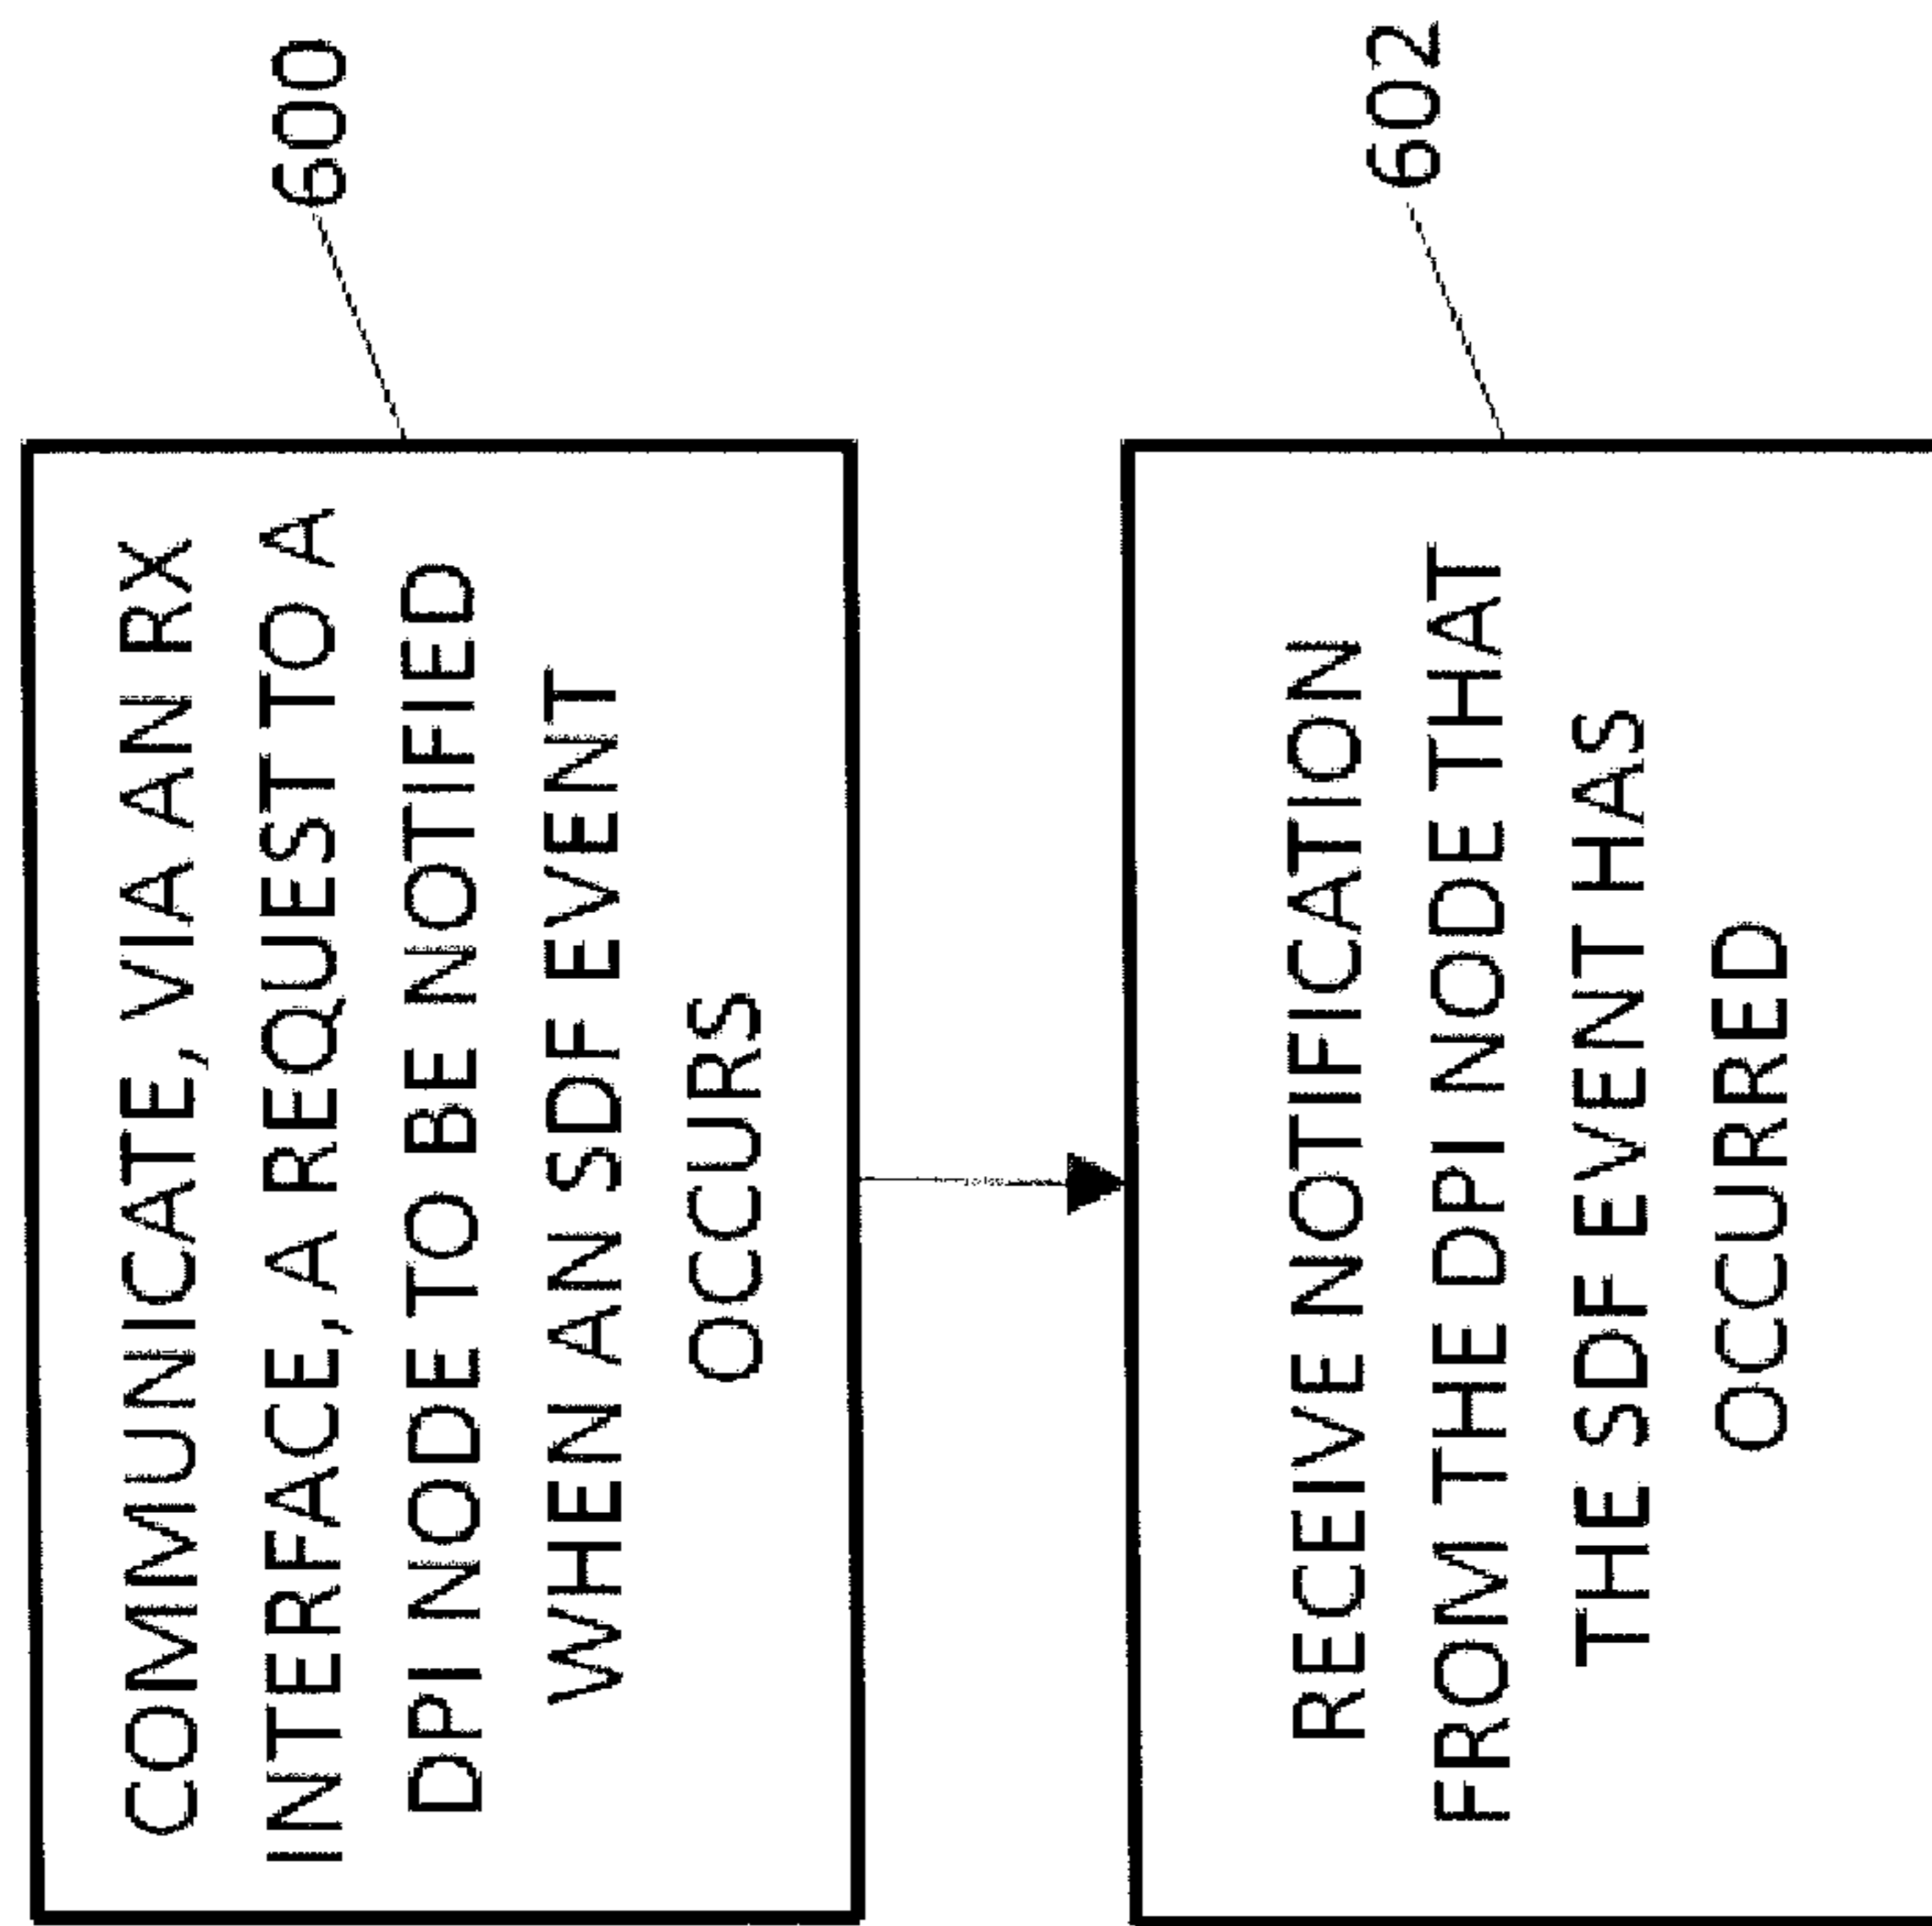 COMMUNICATE, VIA AN RX
INTERFACE, A REQUEST TO A
DPI NODE TO BE NOTIFIED
WHEN AN SDF EVENT
OCCURS
600
RECEIVE NOTIFICATION
FROM THE DPI NODE THAT
THE SDF EVENT HAS
OCCURRED
602